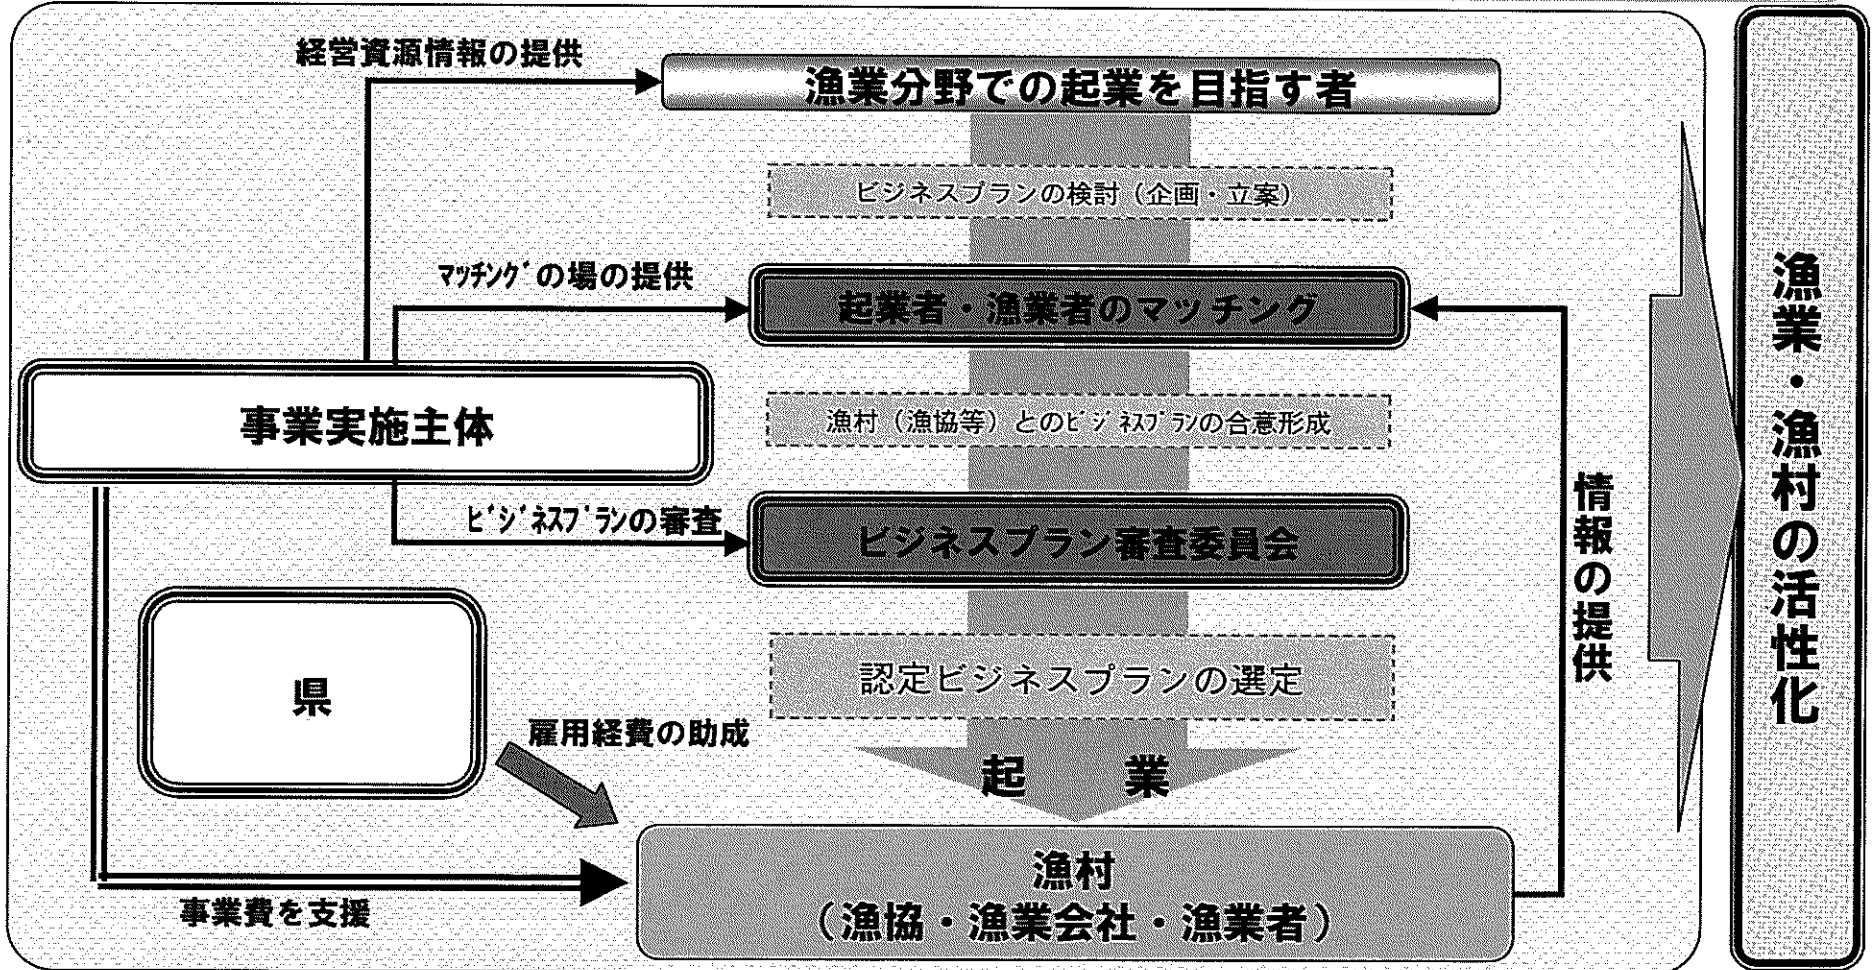 経営資源情報の提供
漁業分野での起業を目指す者
ビジネスプランの検討（企画・立案）
ﾏｯﾁﾝｸﾞの場の提供
起業者・漁業者のマッチング
事業実施主体
漁村（漁協等）とのﾋﾞｼﾞﾈｽﾌﾟﾗﾝの合意形成
ﾋﾞｼﾞﾈｽﾌﾟﾗﾝの審査
ビジネスプラン審査委員会
県
認定ビジネスプランの選定
雇用経費の助成
起　業
漁村
（漁協・漁業会社・漁業者）
事業費を支援
情報の提供
漁業・漁村の活性化